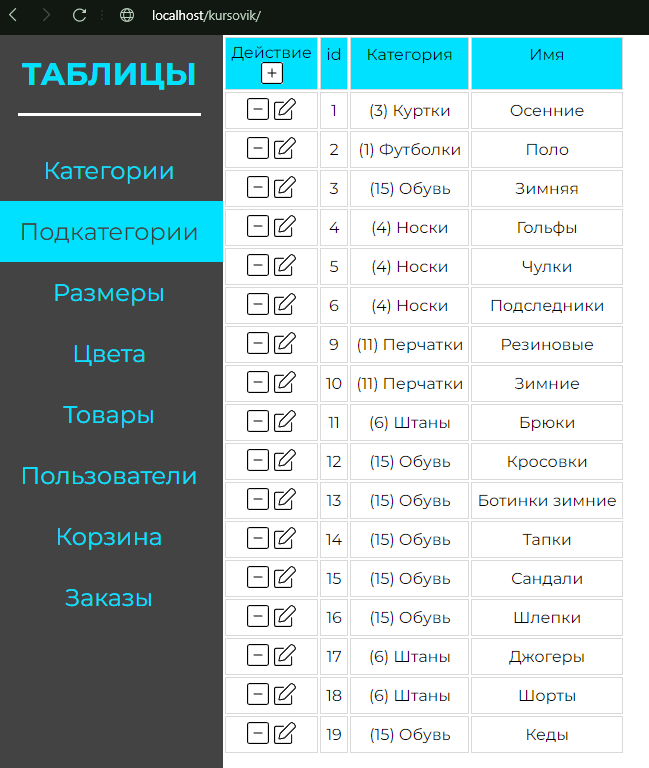 localhost/kursovik/
ТАБЛИЦЫ
Категории
Подкатегории
Размеры
Цвета
Товары
Пользователи
Корзина
Заказы
Действие id Категория Имя
1 (3) Куртки Осенние
2 (1) Футболки Поло
3 (15) Обувь Зимняя
4 (4) Носки Гольфы
5 (4) Носки Чулки
6 (4) Носки Подследники
9 (11) Перчатки Резиновые
10 (11) Перчатки Зимние
11 (6) Штаны Брюки
12 (15) Обувь Кросовки
13 (15) Обувь Ботинки зимние
14 (15) Обувь Тапки
15 (15) Обувь Сандали
16 (15) Обувь Шлепки
17 (6) Штаны Джогеры
18 (6) Штаны Шорты
19 (15) Обувь Кеды